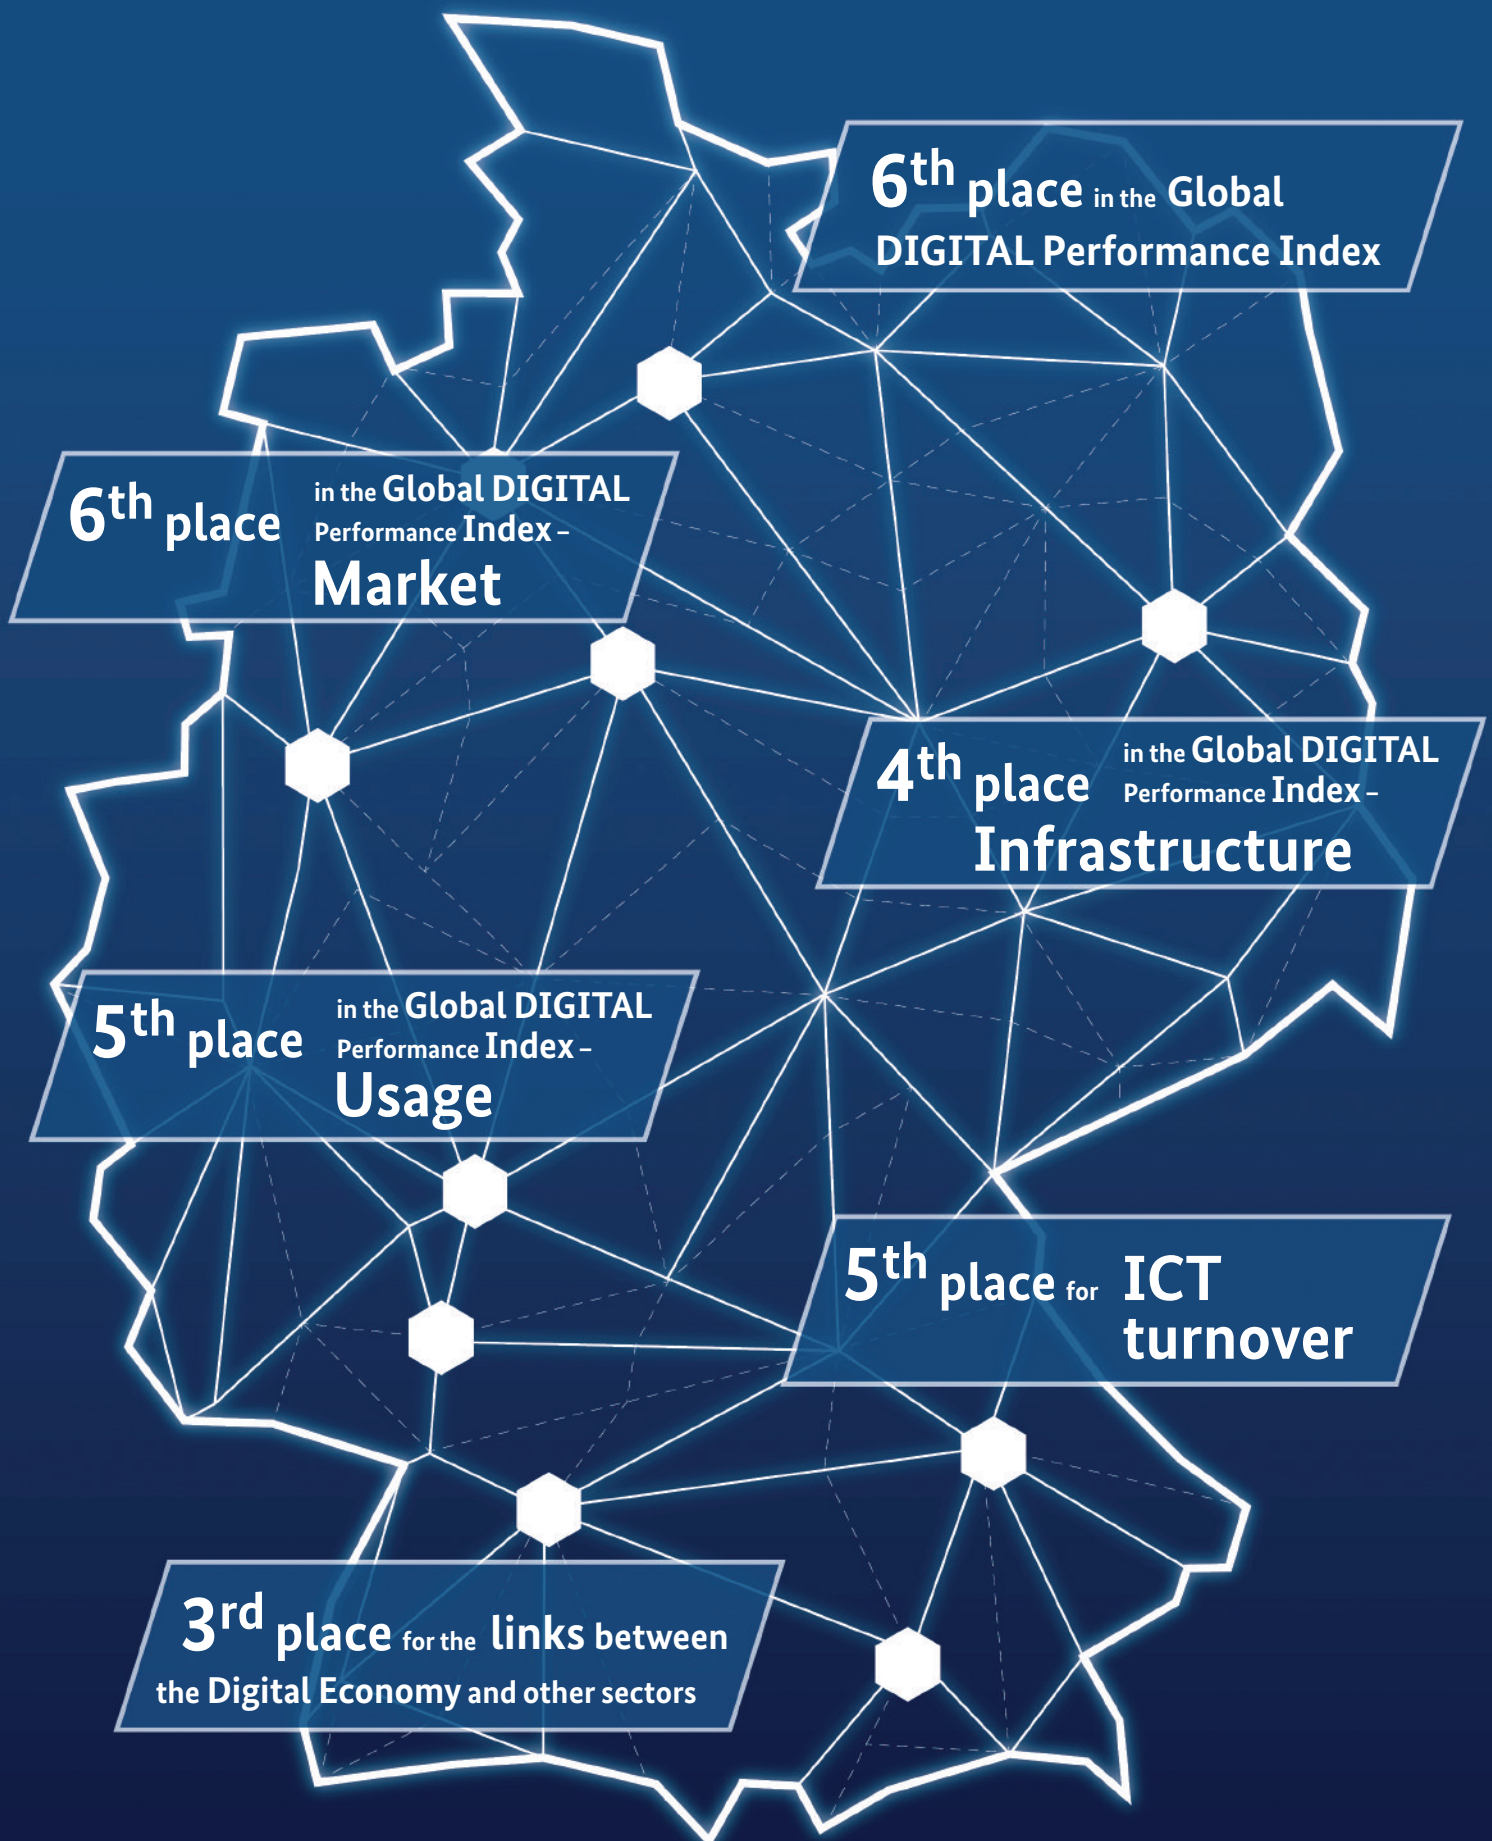 6th place in the Global
DIGITAL Performance Index
6th place in the Global DIGITAL
Performance Index –
Market
4th place in the Global DIGITAL
Performance Index –
Infrastructure
5th place in the Global DIGITAL
Performance Index –
Usage
5th place for ICT
turnover
3rd place for the links between
the Digital Economy and other sectors